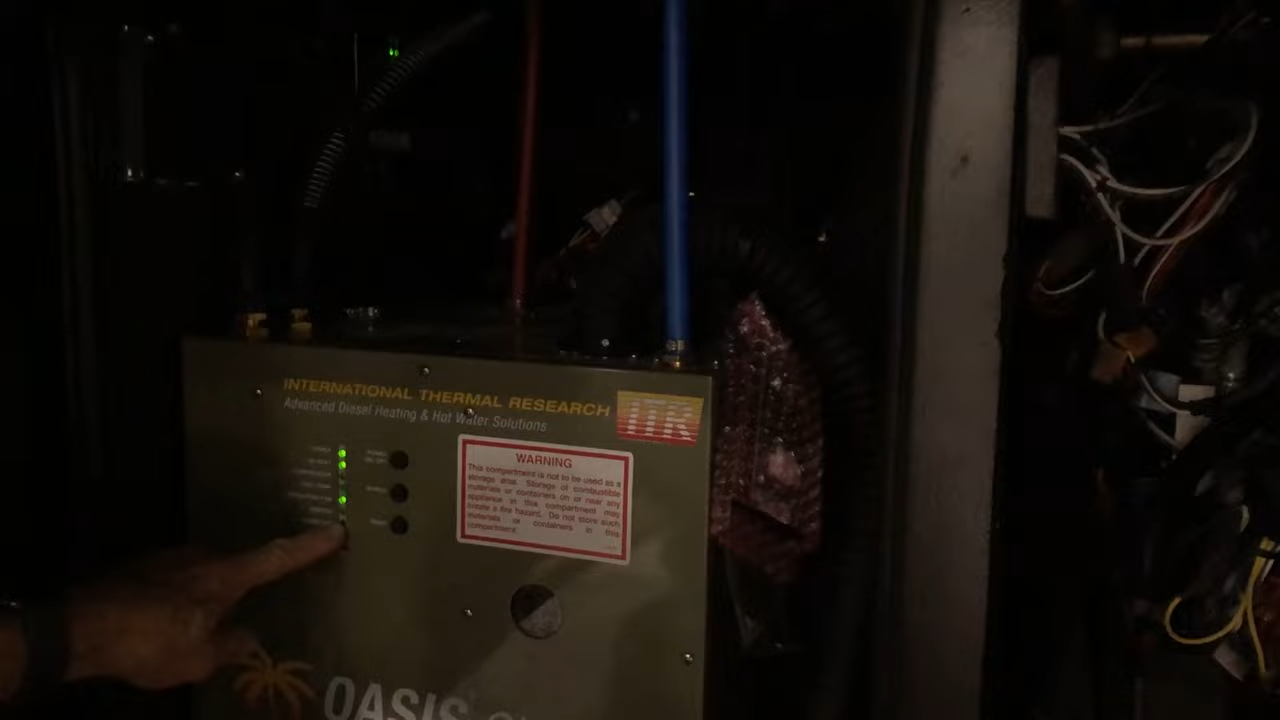 INTERNATIONAL THERMAL RESEARCH
Advanced Diesel Heating & Hot Water Solutions
ITR
WARNING
This compartment is not to be used as a
storage area. Storage of combustible
materials or containers on or near any
appliance in this compartment may
create a fire hazard. Do not store such
materials or containers in this
compartment.
OASIS